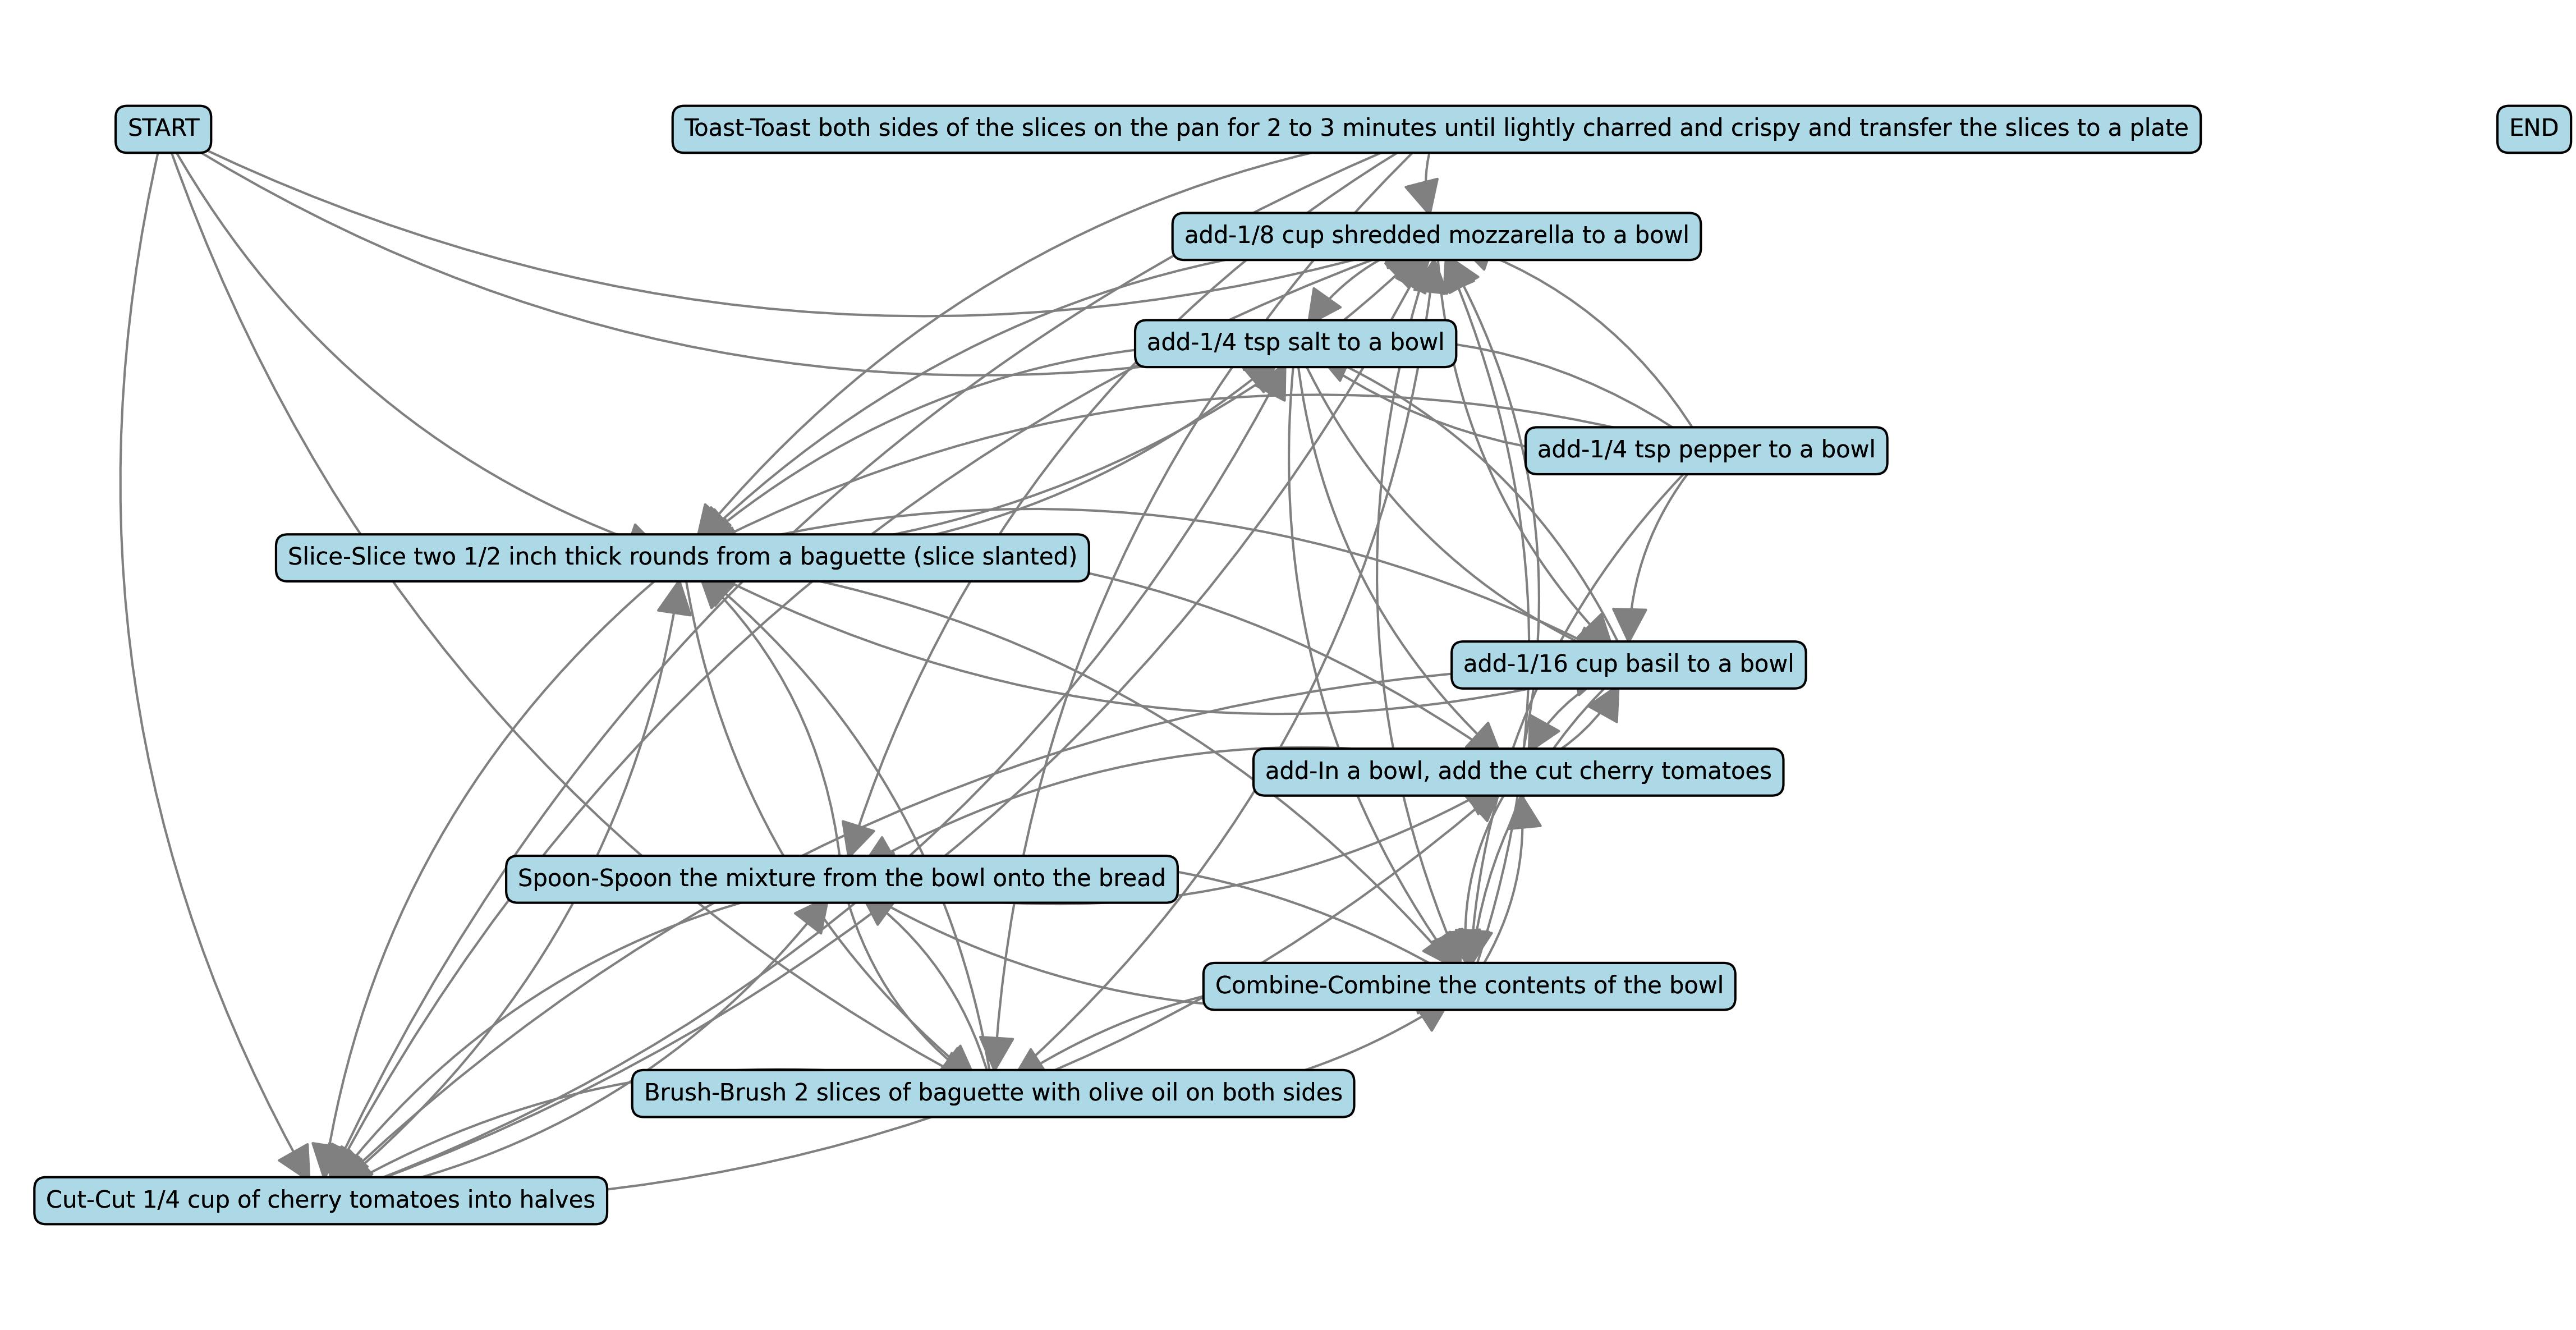 START
Toast-Toast both sides of the slices on the pan for 2 to 3 minutes until lightly charred and crispy and transfer the slices to a plate
END
add-1/8 cup shredded mozzarella to a bowl
add-1/4 tsp salt to a bowl
add-1/4 tsp pepper to a bowl
Slice-Slice two 1/2 inch thick rounds from a baguette (slice slanted)
add-1/16 cup basil to a bowl
add-In a bowl, add the cut cherry tomatoes
Spoon-Spoon the mixture from the bowl onto the bread
Combine-Combine the contents of the bowl
Brush-Brush 2 slices of baguette with olive oil on both sides
Cut-Cut 1/4 cup of cherry tomatoes into halves